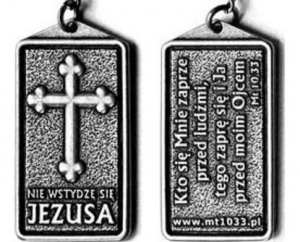 NIE WSTYDZĘ SIĘ
JEZUSA
Kto się Mnie zaprze
przed ludźmi,
tego zaprę się i Ja
przed moim Ojcem
Mt 10,33
www.mt1033.pl